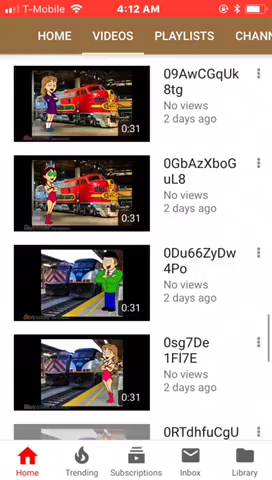 T-Mobile 4:12 AM
HOME VIDEOS PLAYLISTS CHANN
09AwCGqUk
8tg
No views
2 days ago
0:31
0GbAzXboG
uL8
No views
2 days ago
0:31
0Du66ZyDw
4Po
No views
2 days ago
0:31
0sg7De
1Fl7E
No views
2 days ago
0:31
0RTdhfuCgU
Home Trending Subscriptions Inbox Library